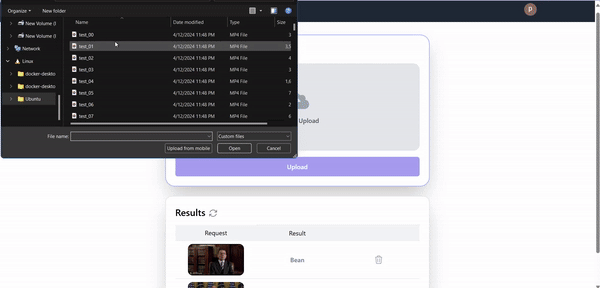 Organize New folder
Name Date modified Type Size
New Volume (I
New Volume (I
Network
Linux
docker-deskto
docker-deskto
Ubuntu
test_00 4/12/2024 11:48 PM MP4 File 3
test_01 4/12/2024 11:48 PM MP4 File 3,5
test_02 4/12/2024 11:48 PM MP4 File 4
test_03 4/12/2024 11:48 PM MP4 File 3
test_04 4/12/2024 11:48 PM MP4 File 1,6
test_05 4/12/2024 11:48 PM MP4 File 7
test_06 4/12/2024 11:48 PM MP4 File 2
test_07 4/12/2024 11:48 PM MP4 File 6
File name: Custom files
Upload from mobile Open Cancel
p
Upload
Upload
Results
Request Result
Bean